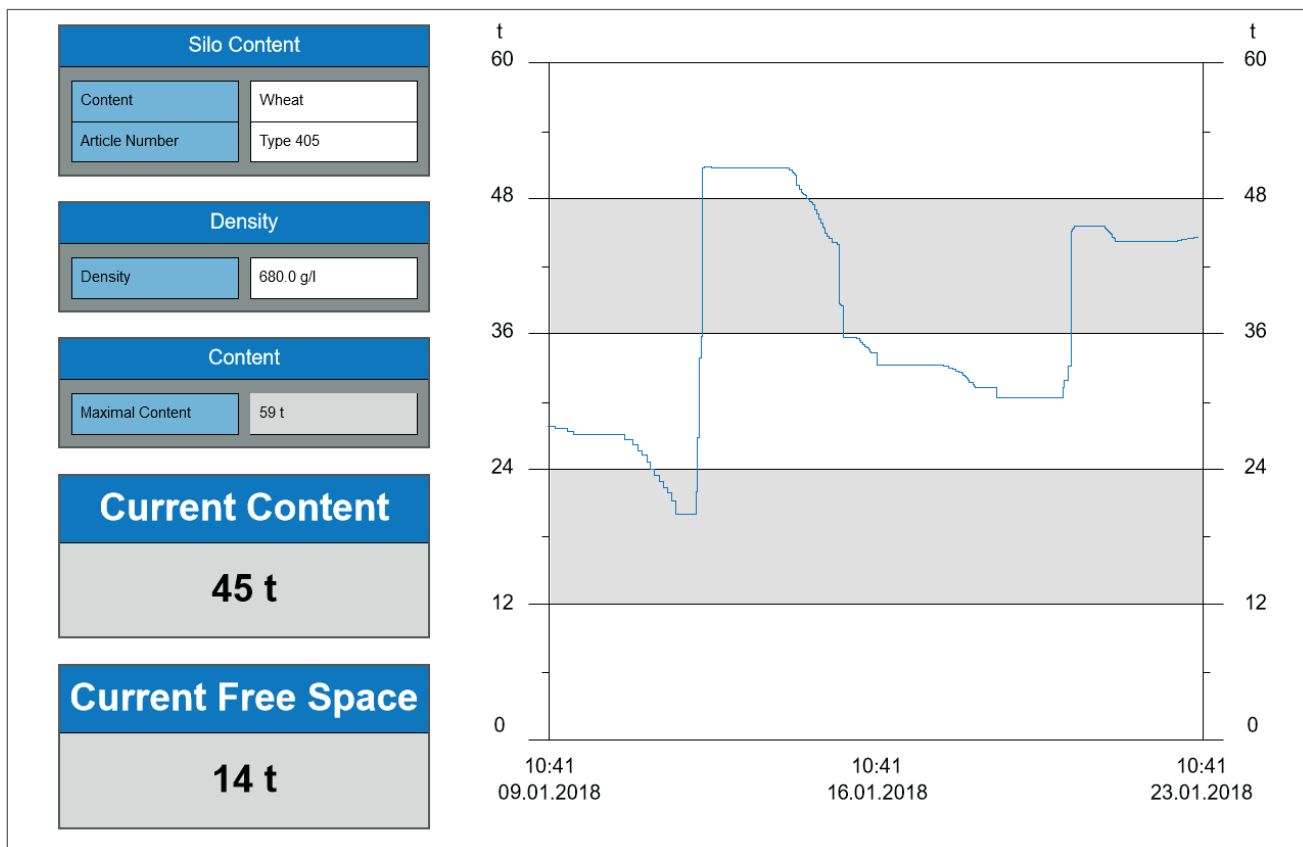 Silo Content
Content Wheat
Article Number Type 405
Density
Density 680.0 g/l
Content
Maximal Content 59 t
Current Content
45 t
Current Free Space
14 t
t t
60 60
48 48
36 36
24 24
12 12
0 0
10:41 10:41 10:41
09.01.2018 16.01.2018 23.01.2018